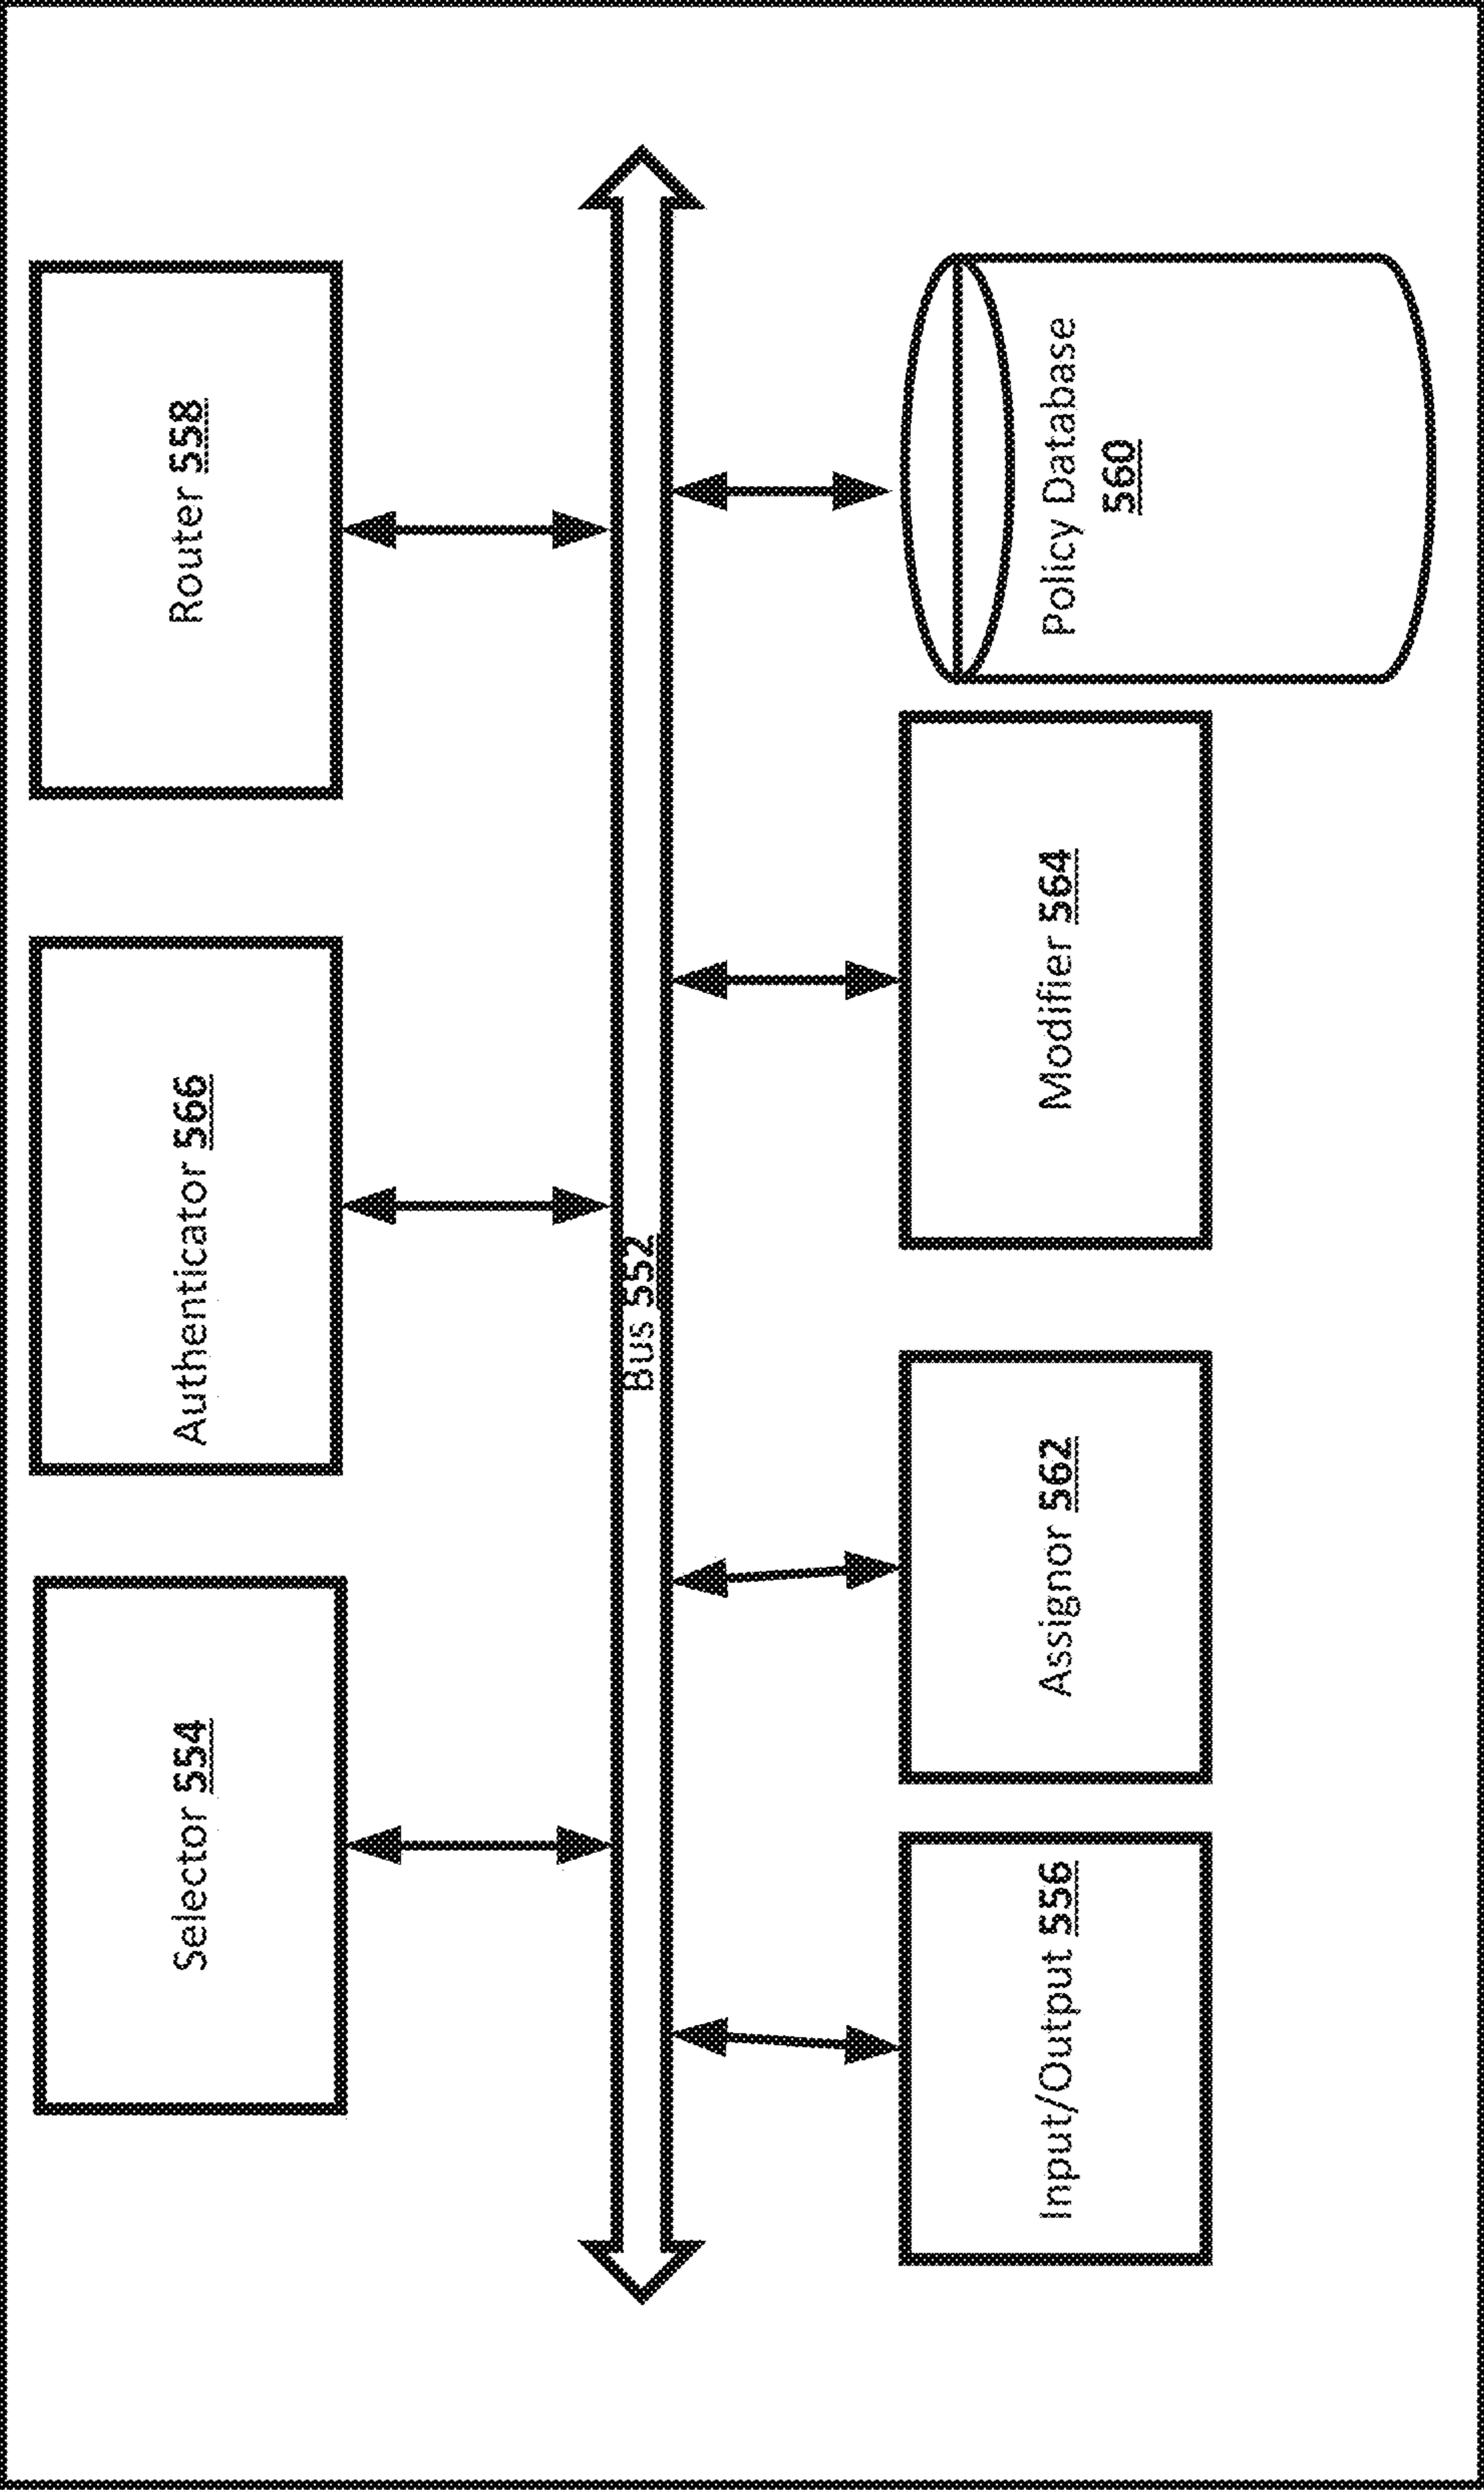 Selector 554
Authenticator 566
Router 558
Bus 552
Input/Output 556
Assignor 562
Modifier 564
Policy Database
560